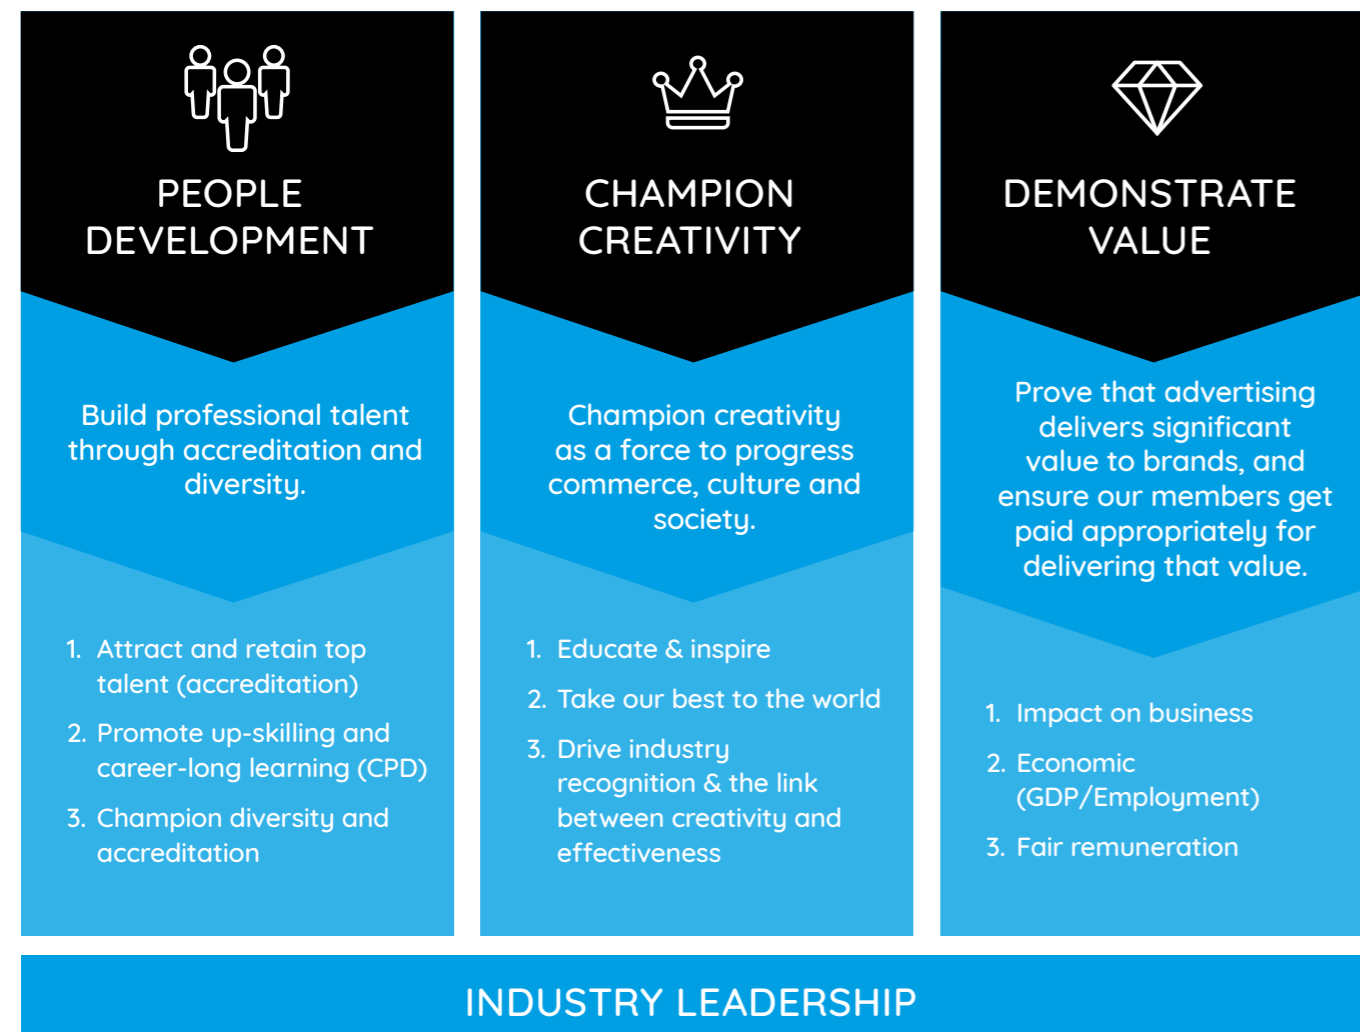 PEOPLE
DEVELOPMENT
Build professional talent
through accreditation and
diversity.
1. Attract and retain top
talent (accreditation)
2. Promote up-skilling and
career-long learning (CPD)
3. Champion diversity and
accreditation
CHAMPION
CREATIVITY
Champion creativity
as a force to progress
commerce, culture and
society.
1. Educate & inspire
2. Take our best to the world
3. Drive industry
recognition & the link
between creativity and
effectiveness
DEMONSTRATE
VALUE
Prove that advertising
delivers significant
value to brands, and
ensure our members get
paid appropriately for
delivering that value.
1. Impact on business
2. Economic
(GDP/Employment)
3. Fair remuneration
INDUSTRY LEADERSHIP